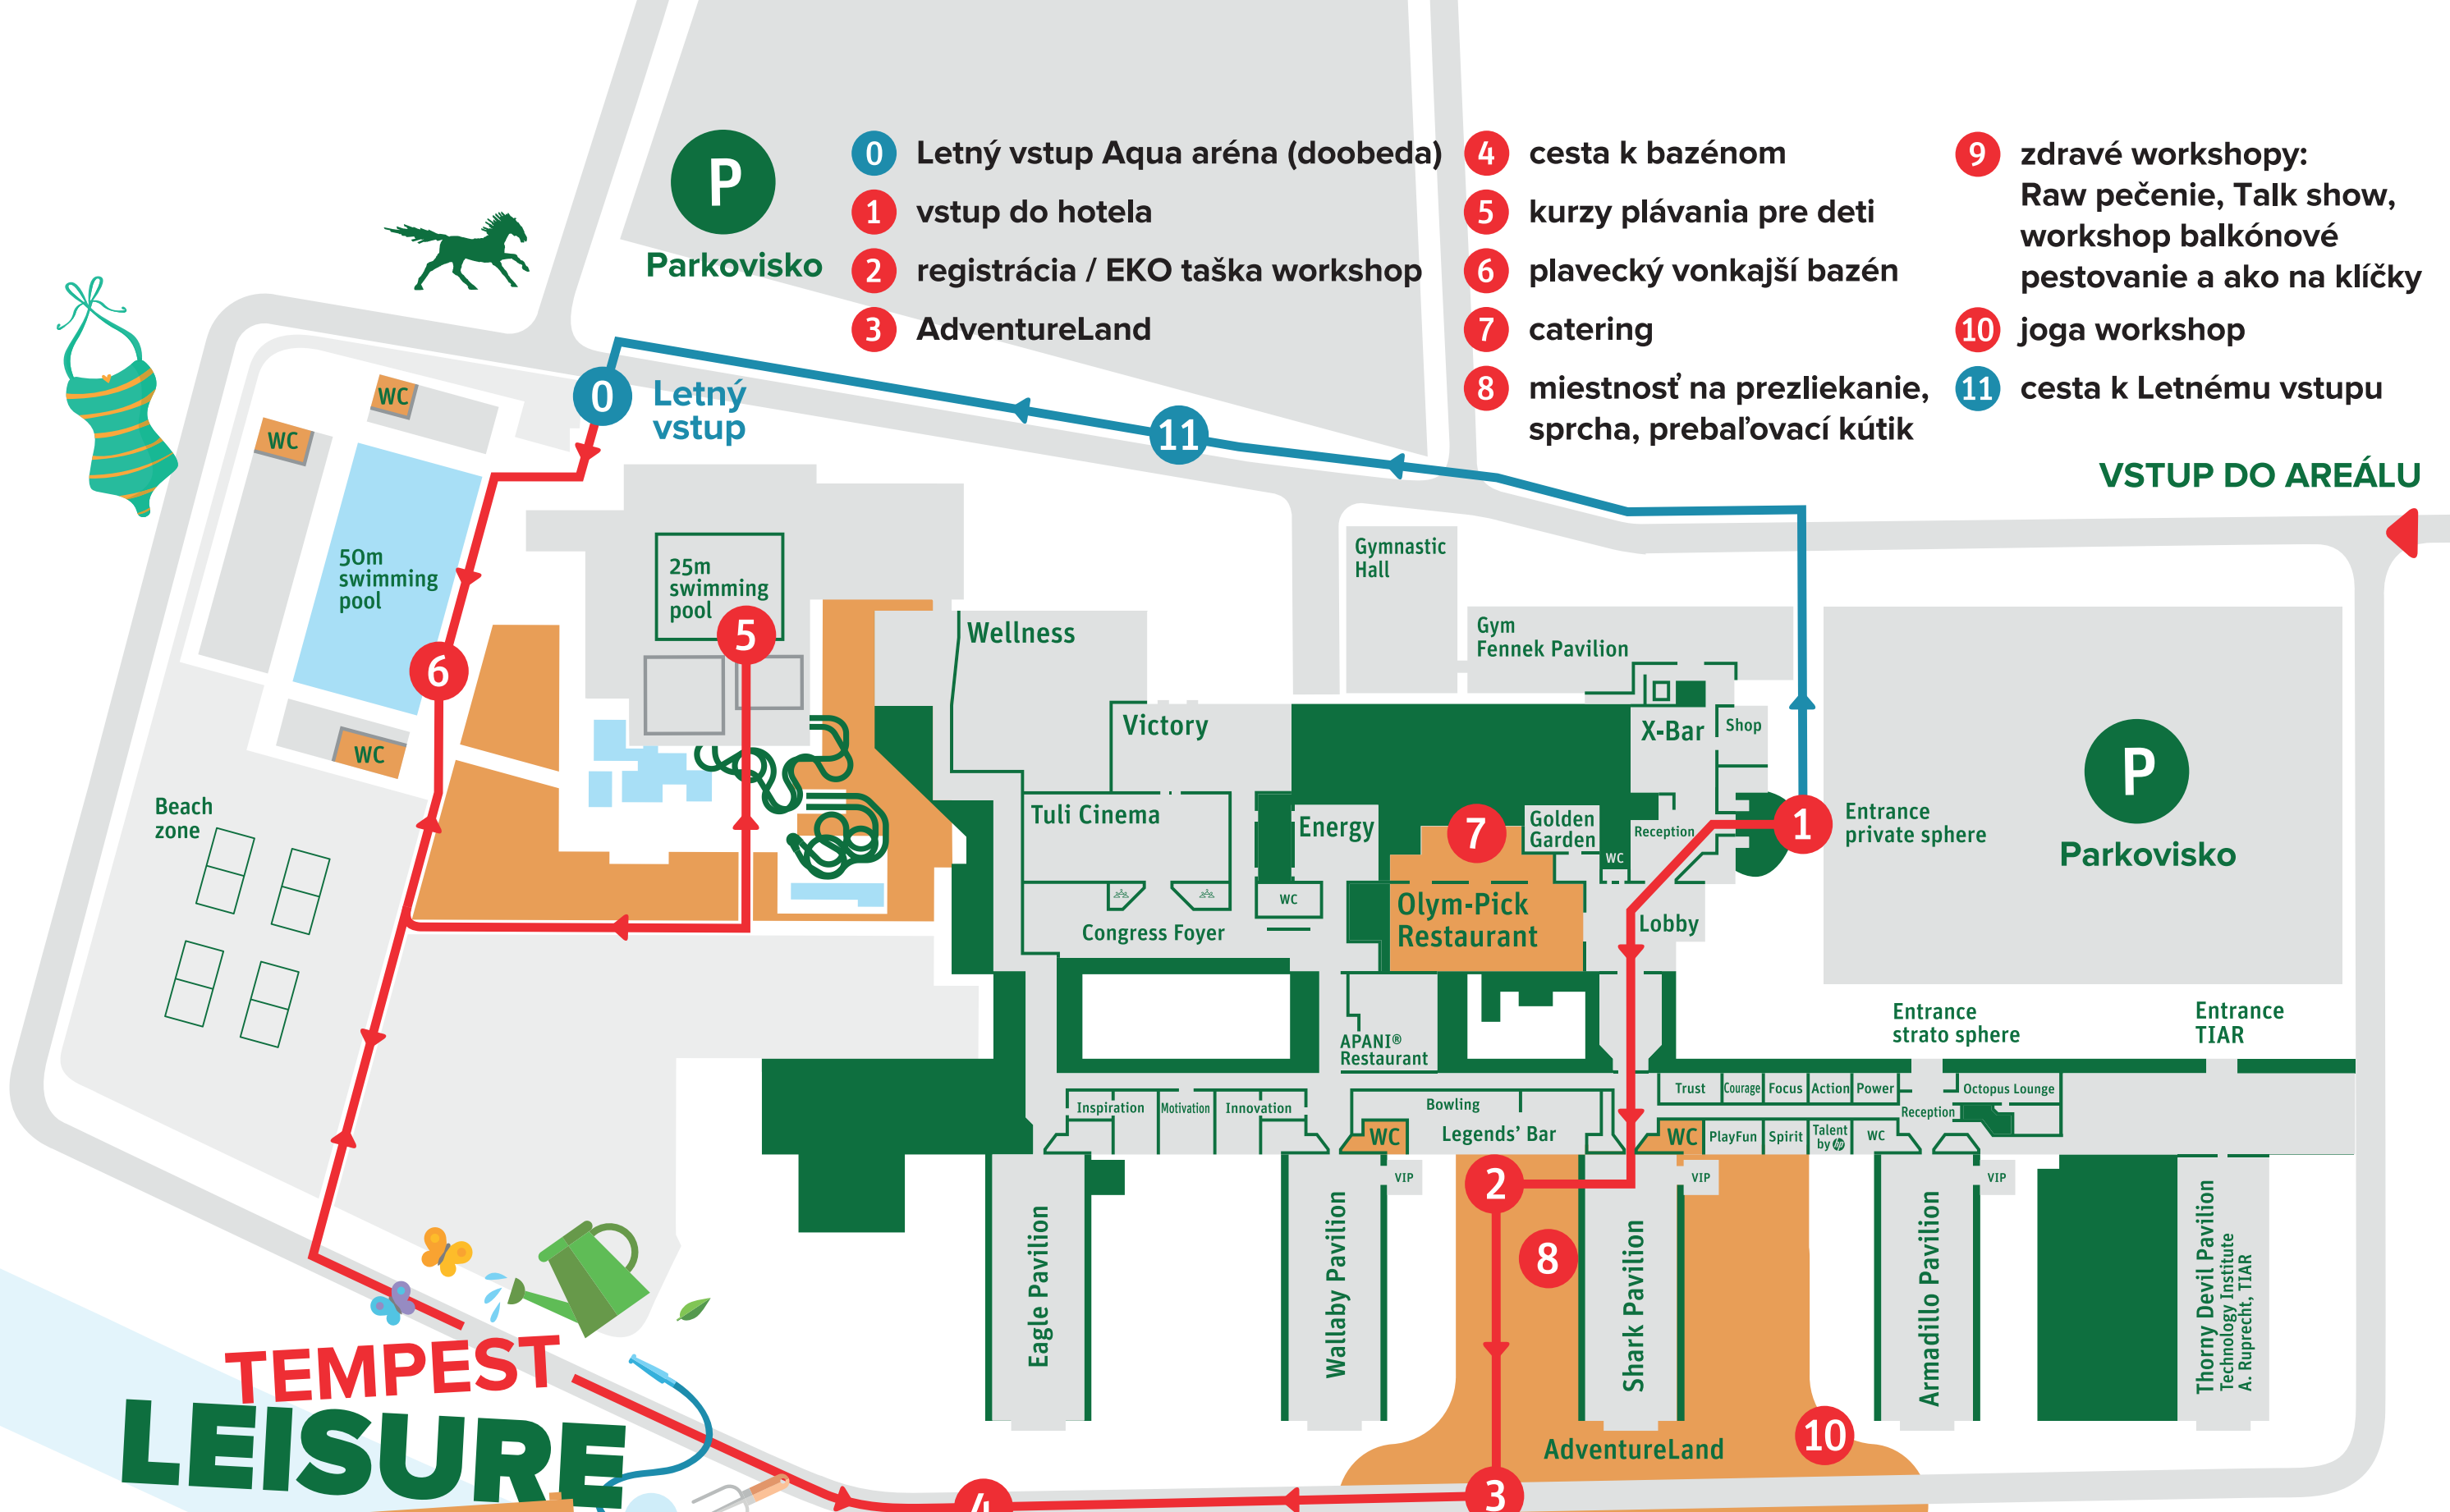 P
Parkovisko
0 Letný vstup Aqua aréna (doobeda)
1 vstup do hotela
2 registrácia / EKO taška workshop
3 AdventureLand
4 cesta k bazénom
5 kurzy plávania pre deti
6 plavecký vonkajší bazén
7 catering
8 miestnosť na prezliekanie,
sprcha, prebaľovací kútik
9 zdravé workshopy:
Raw pečenie, Talk show,
workshop balkónové
pestovanie a ako na klíčky
10 joga workshop
11 cesta k Letnému vstupu
VSTUP DO AREÁLU
0
Letný
vstup
11
WC
WC
50m
swimming
pool
25m
swimming
pool
5
6
WC
Beach
zone
Gymnastic
Hall
Gym
Fennek Pavilion
Wellness
Victory
X-Bar
Shop
Tuli Cinema
Energy
7
Golden
Garden
Reception
WC
1
Entrance
private sphere
P
Parkovisko
WC
Congress Foyer
Olym-Pick
Restaurant
Lobby
APANI®
Restaurant
Entrance
strato sphere
Entrance
TIAR
Inspiration
Motivation
Innovation
Bowling
Legends' Bar
WC
Trust
Courage
Focus
Action
Power
Octopus Lounge
Reception
WC
PlayFun
Spirit
Talent
by hp
WC
2
VIP
VIP
VIP
8
Eagle Pavilion
Wallaby Pavilion
Shark Pavilion
Armadillo Pavilion
Thorny Devil Pavilion
Technology Institute
A. Ruprecht, TIAR
AdventureLand
10
3
4
TEMPEST
LEISURE